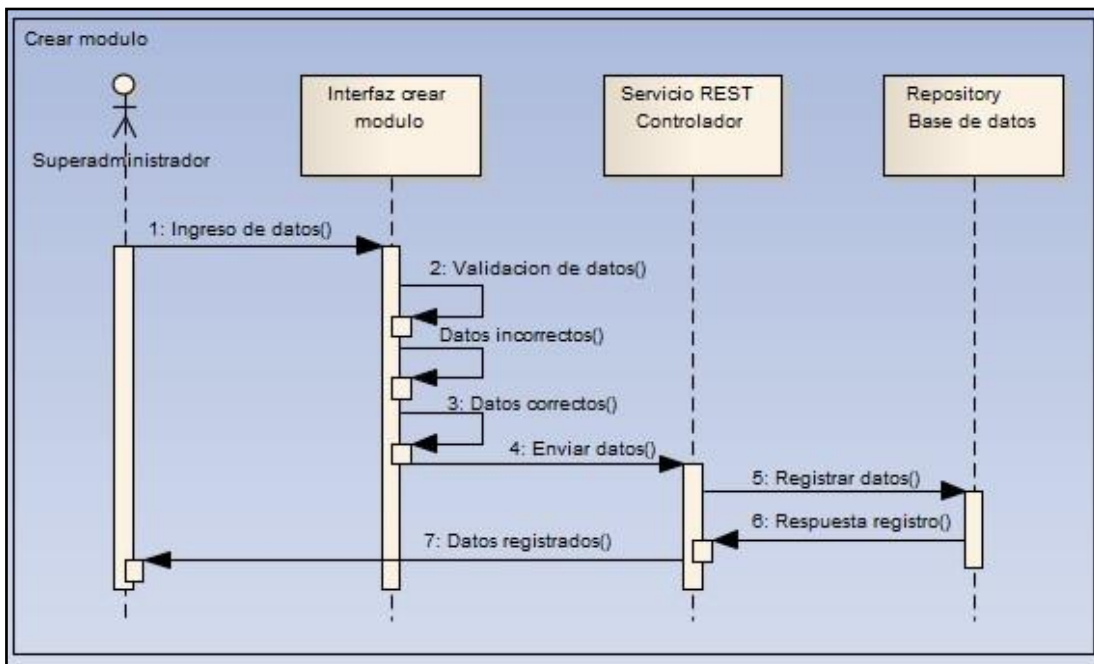 Crear modulo
Superadministrador
Interfaz crear
modulo
Servicio REST
Controlador
Repository
Base de datos
1: Ingreso de datos()
2: Validacion de datos()
Datos incorrectos()
3: Datos correctos()
4: Enviar datos()
5: Registrar datos()
6: Respuesta registro()
7: Datos registrados()